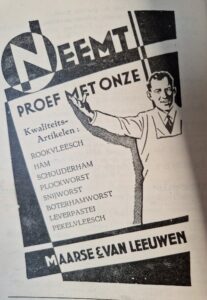 NEEMT
PROEF MET ONZE
Kwaliteits-
Artikelen:
ROOKVLEESCH
HAM
SCHOUDERHAM
PLOCKWORST
SNIJWORST
BOTERHAMWORST
LEVERPASTEI
PEKELVLEESCH
MAARSE & VAN LEEUWEN